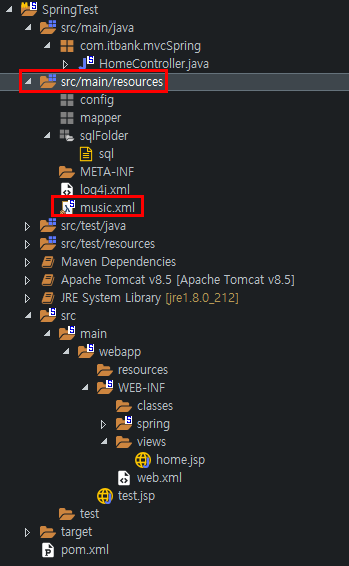 SpringTest
src/main/java
com.itbank.mvcSpring
HomeController.java
src/main/resources
config
mapper
sqlFolder
sql
META-INF
log4j.xml
music.xml
src/test/java
src/test/resources
Maven Dependencies
Apache Tomcat v8.5 [Apache Tomcat v8.5]
JRE System Library [jre1.8.0_212]
src
main
webapp
resources
WEB-INF
classes
spring
views
home.jsp
web.xml
test.jsp
test
target
pom.xml